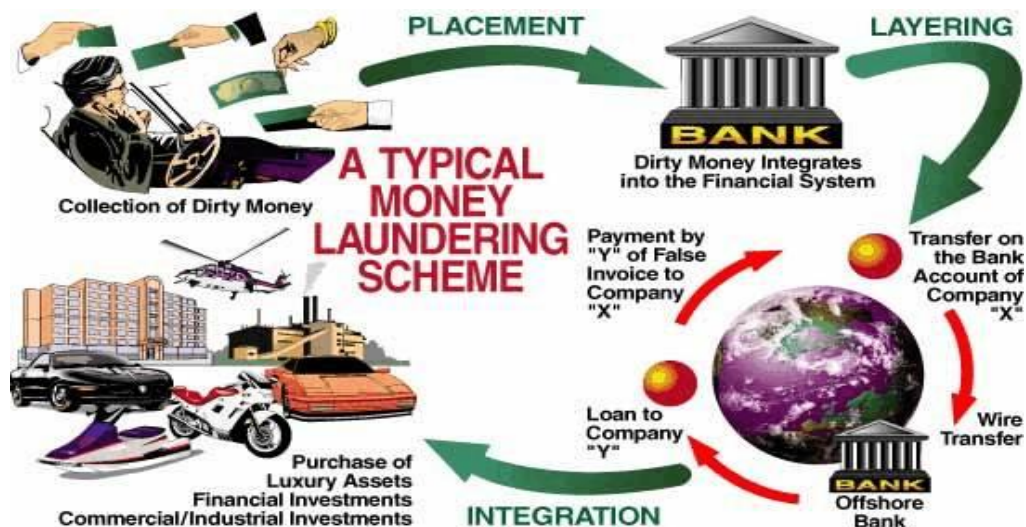 PLACEMENT
LAYERING
BANK
Dirty Money Integrates
into the Financial System
Collection of Dirty Money
A TYPICAL
MONEY
LAUNDERING
SCHEME
Payment by
"Y" of False
Invoice to
Company
"X"
Transfer on
the Bank
Account of
Company
"X"
Loan to
Company
"Y"
Wire
Transfer
BANK
Offshore
Bank
Purchase of
Luxury Assets
Financial Investments
Commercial/Industrial Investments
INTEGRATION